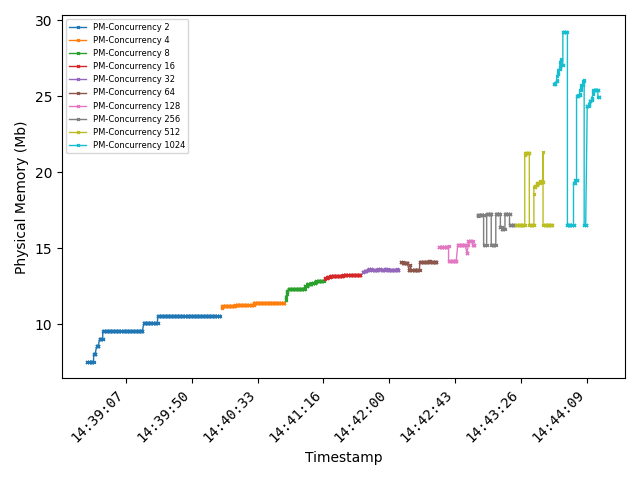 30
25
20
15
10
Physical Memory (Mb)
PM-Concurrency 2
PM-Concurrency 4
PM-Concurrency 8
PM-Concurrency 16
PM-Concurrency 32
PM-Concurrency 64
PM-Concurrency 128
PM-Concurrency 256
PM-Concurrency 512
PM-Concurrency 1024
14:39:07
14:39:50
14:40:33
14:41:16
14:42:00
14:42:43
14:43:26
14:44:09
Timestamp